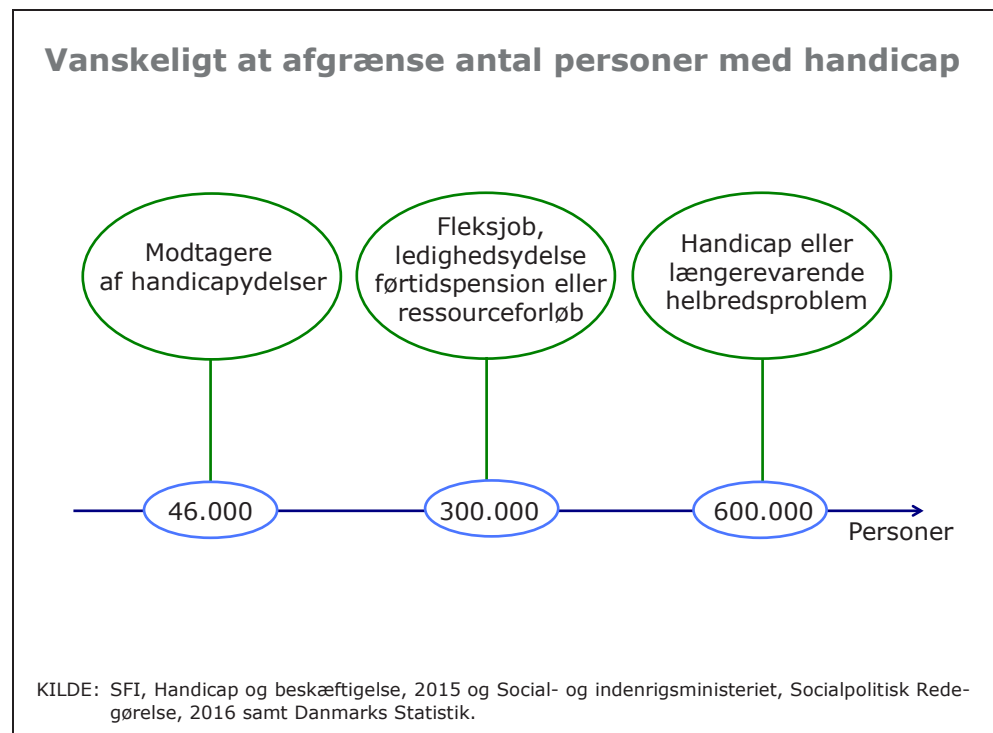 Vanskeligt at afgrænse antal personer med handicap
Modtagere
af handicapydelser
Fleksjob,
ledighedsydelse
førtidspension eller
ressourceforløb
Handicap eller
længerevarende
helbredsproblem
46.000
300.000
600.000
Personer
KILDE: SFI, Handicap og beskæftigelse, 2015 og Social- og indenrigsministeriet, Socialpolitisk Rede-
gørelse, 2016 samt Danmarks Statistik.